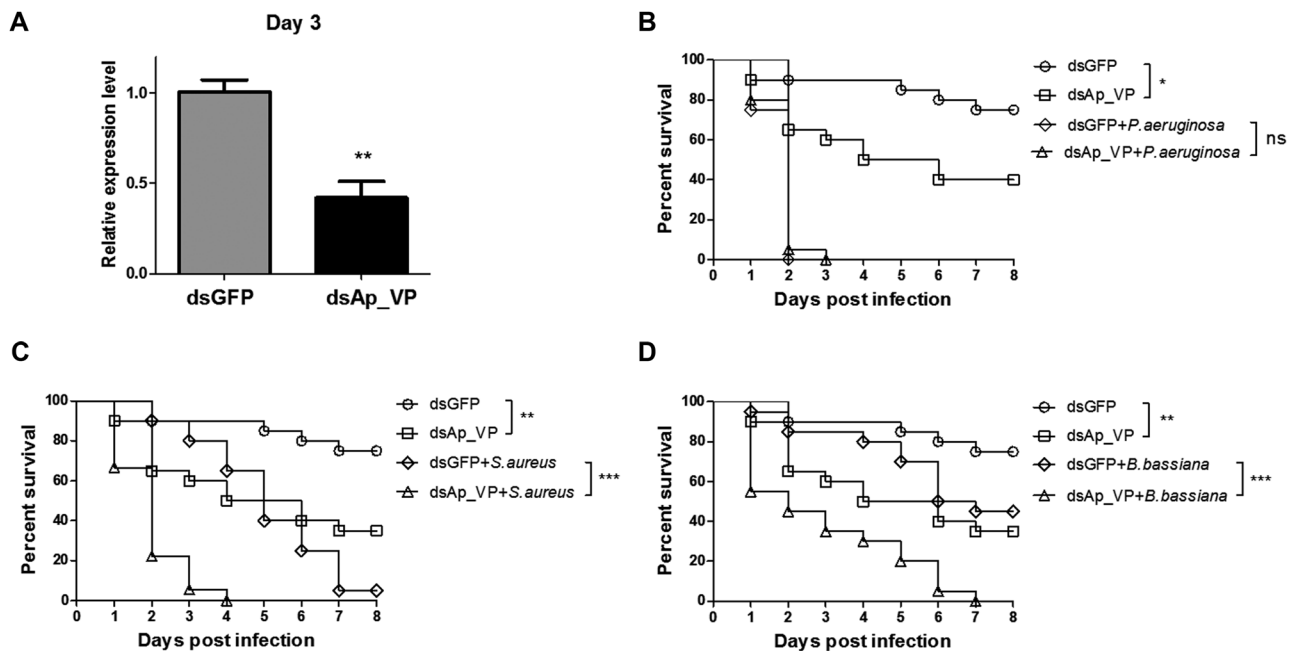 A
Day 3
Relative expression level
1.0
0.5
0.0
**
dsGFP
dsAp_VP
B
Percent survival
100
80
60
40
20
0
0 1 2 3 4 5 6 7 8
Days post infection
dsGFP
dsAp_VP
*
dsGFP+P.aeruginosa
dsAp_VP+P.aeruginosa
ns
C
Percent survival
100
80
60
40
20
0
0 1 2 3 4 5 6 7 8
Days post infection
dsGFP
dsAp_VP
**
dsGFP+S.aureus
dsAp_VP+S.aureus
***
D
Percent survival
100
80
60
40
20
0
0 1 2 3 4 5 6 7 8
Days post infection
dsGFP
dsAp_VP
**
dsGFP+B.bassiana
dsAp_VP+B.bassiana
***